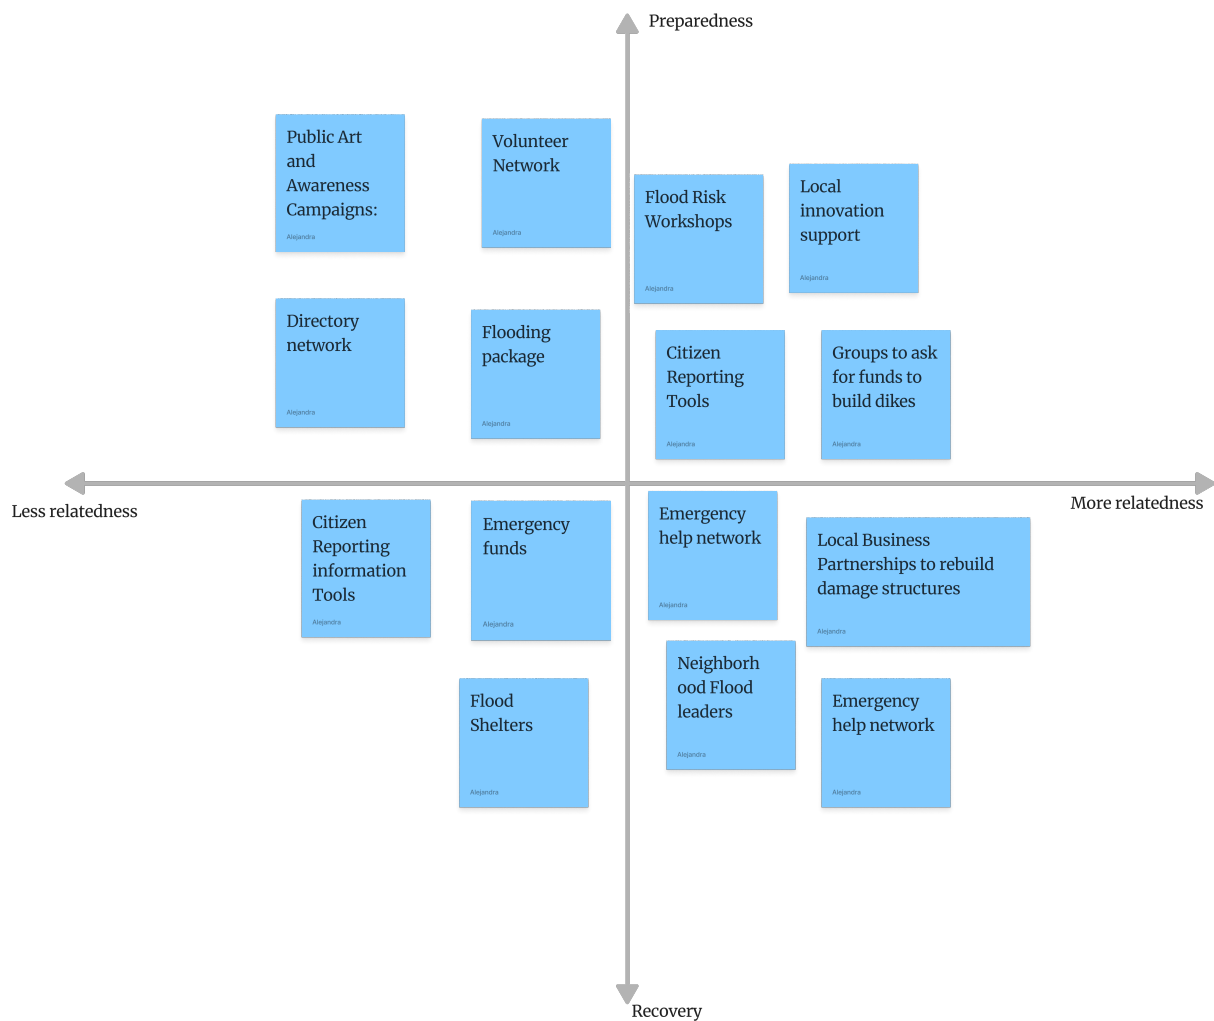 Preparedness
Public Art
and
Awareness
Campaigns:
Alejandra
Volunteer
Network
Alejandra
Flood Risk
Workshops
Alejandra
Local
innovation
support
Alejandra
Directory
network
Alejandra
Flooding
package
Alejandra
Citizen
Reporting
Tools
Alejandra
Groups to ask
for funds to
build dikes
Alejandra
Less relatedness
More relatedness
Citizen
Reporting
information
Tools
Alejandra
Emergency
funds
Alejandra
Emergency
help network
Alejandra
Local Business
Partnerships to rebuild
damage structures
Alejandra
Flood
Shelters
Alejandra
Neighborh
ood Flood
leaders
Alejandra
Emergency
help network
Alejandra
Recovery